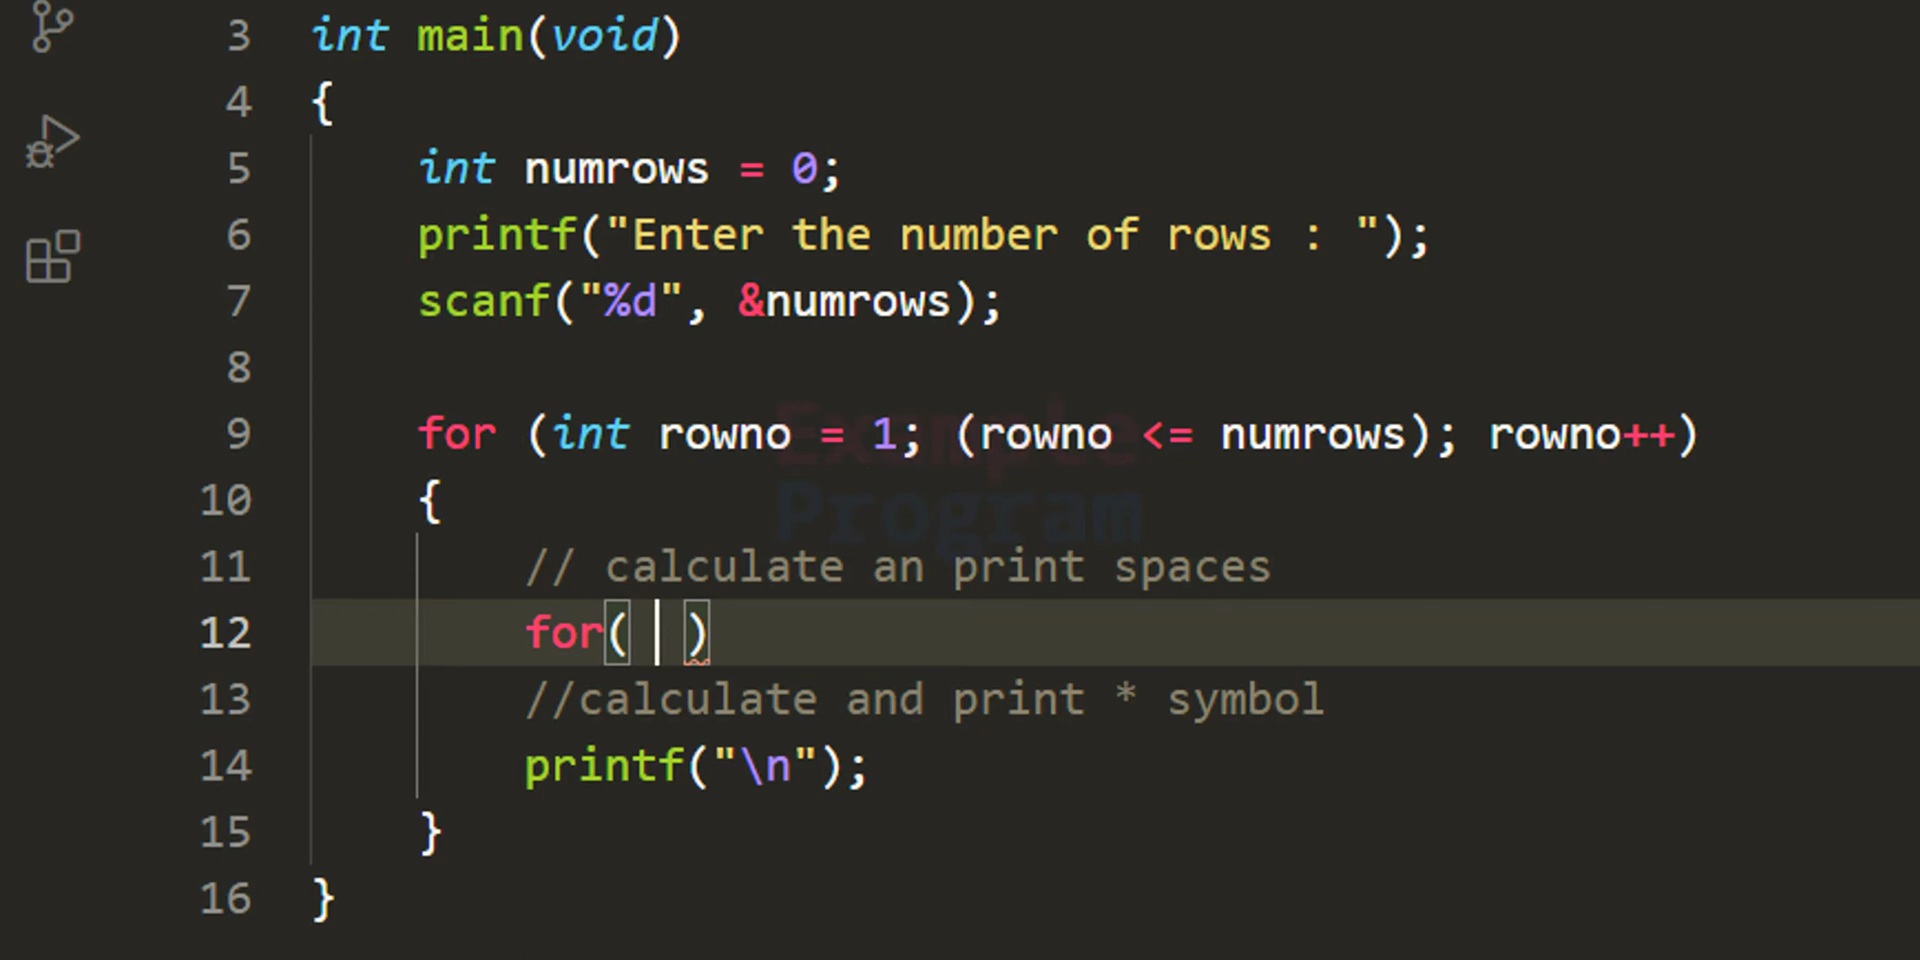 3 int main(void)
4 {
5 int numrows = 0;
6 printf("Enter the number of rows : ");
7 scanf("%d", &numrows);
8
9 for (int rowno = 1; (rowno <= numrows); rowno++)
10 {
11 // calculate an print spaces
12 for( )
13 //calculate and print * symbol
14 printf("\n");
15 }
16 }
Example
Program